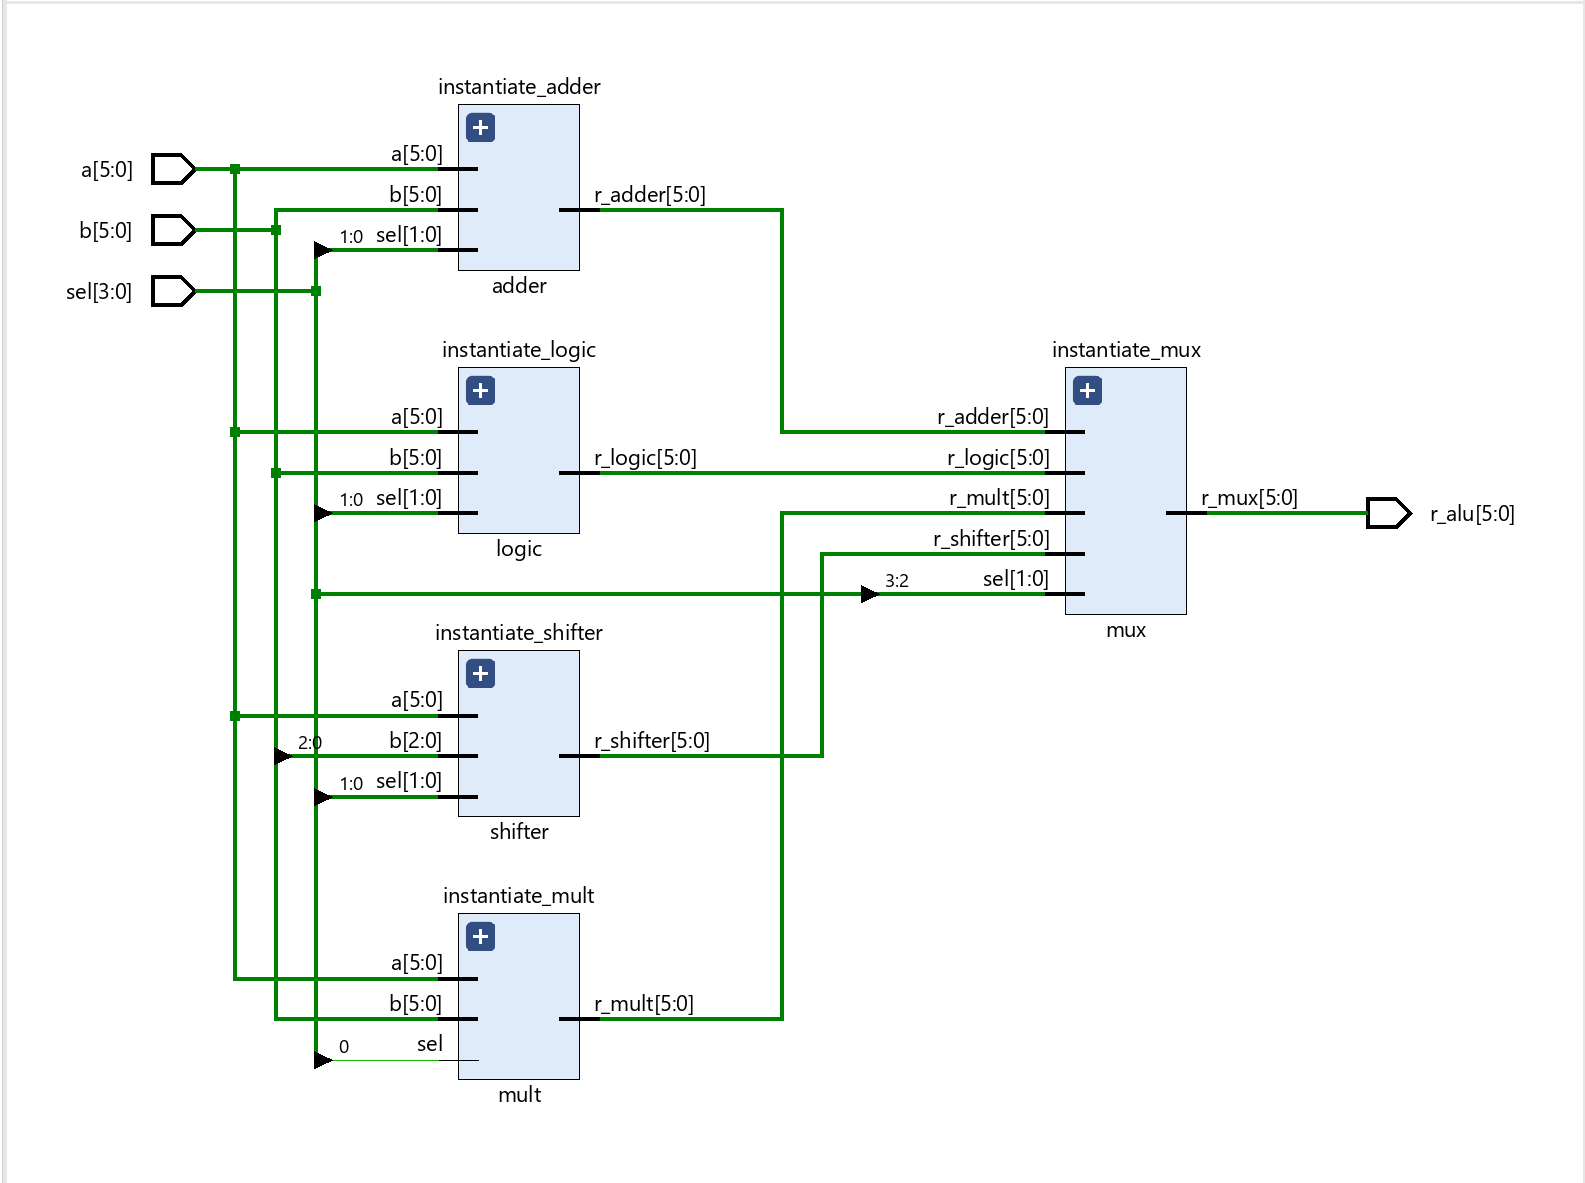 a[5:0]
b[5:0]
sel[3:0]
instantiate_adder
a[5:0]
b[5:0]
1:0 sel[1:0]
r_adder[5:0]
adder
instantiate_logic
a[5:0]
b[5:0]
1:0 sel[1:0]
r_logic[5:0]
logic
instantiate_shifter
a[5:0]
2:0 b[2:0]
1:0 sel[1:0]
r_shifter[5:0]
shifter
instantiate_mult
a[5:0]
b[5:0]
0 sel
r_mult[5:0]
mult
instantiate_mux
r_adder[5:0]
r_logic[5:0]
r_mult[5:0]
r_shifter[5:0]
3:2 sel[1:0]
r_mux[5:0]
mux
r_alu[5:0]